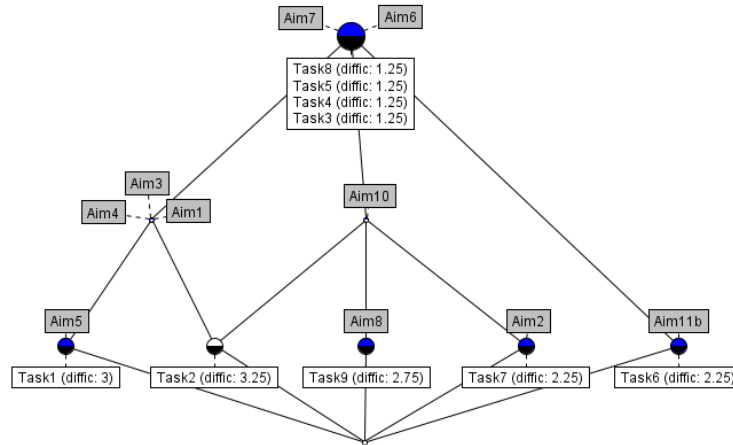 Aim7
Aim6
Task8 (diffic: 1.25)
Task5 (diffic: 1.25)
Task4 (diffic: 1.25)
Task3 (diffic: 1.25)
Aim3
Aim4
Aim1
Aim10
Aim5
Aim8
Aim2
Aim11b
Task1 (diffic: 3)
Task2 (diffic: 3.25)
Task9 (diffic: 2.75)
Task7 (diffic: 2.25)
Task6 (diffic: 2.25)